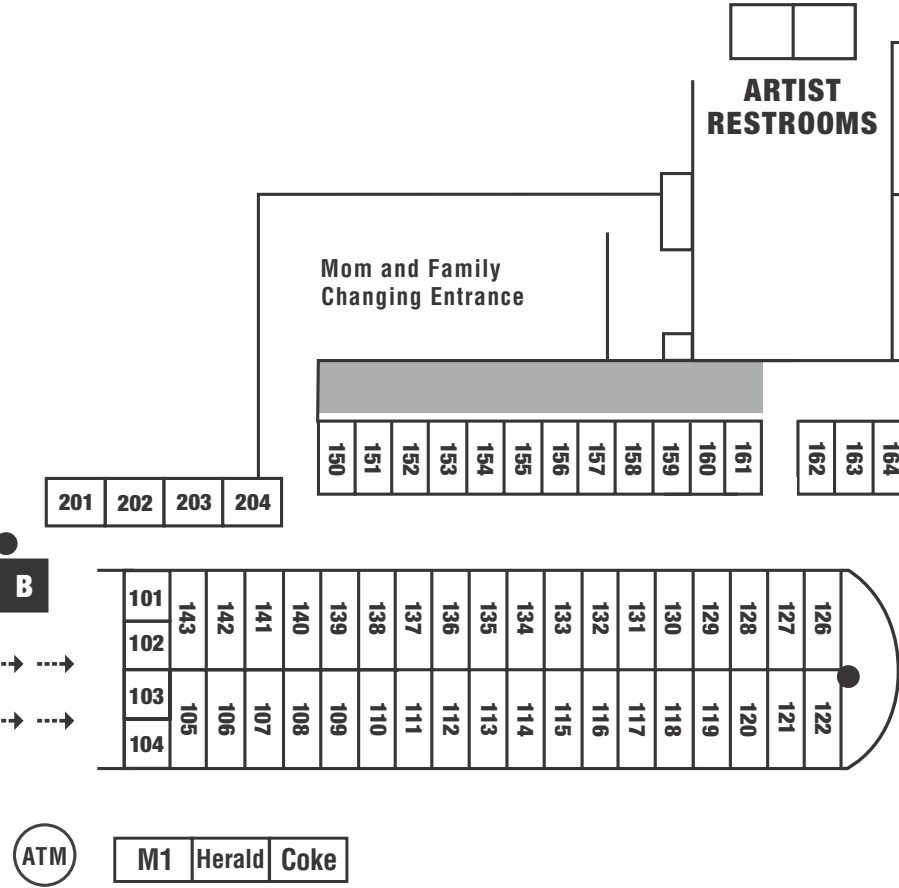 ARTIST
RESTROOMS
Mom and Family
Changing Entrance
150 151 152 153 154 155 156 157 158 159 160 161 162 163 164
201 202 203 204
B
101 143 142 141 140 139 138 137 136 135 134 133 132 131 130 129 128 127 126
102
103 105 106 107 108 109 110 111 112 113 114 115 116 117 118 119 120 121 122
104
ATM M1 Herald Coke